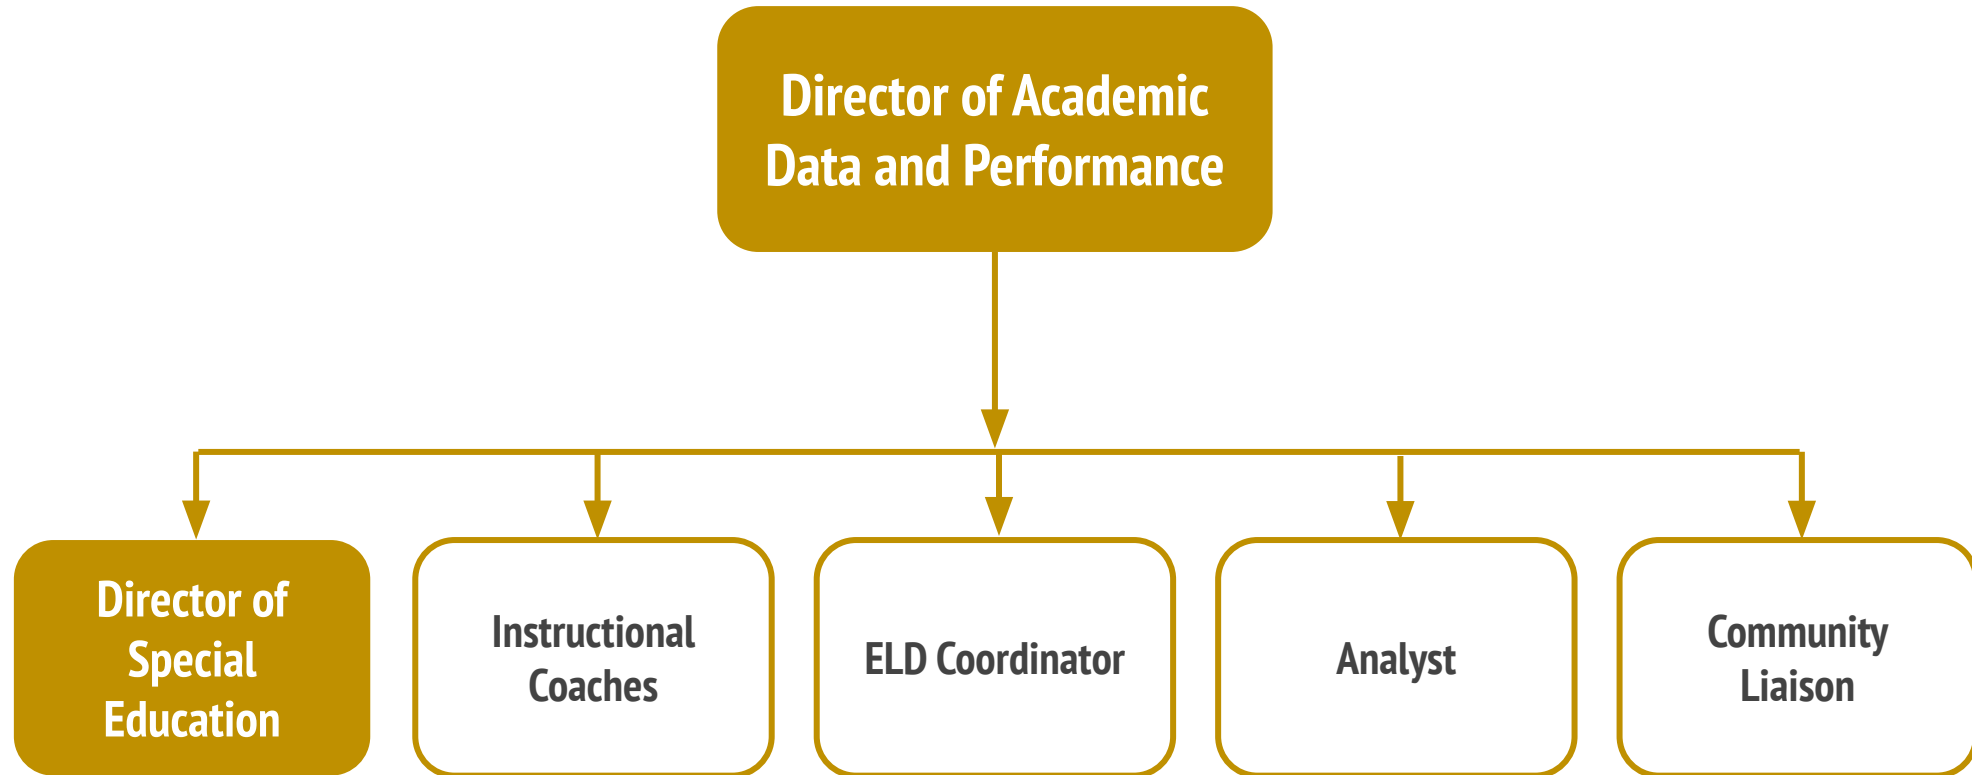 Director of Academic
Data and Performance
Director of
Special
Education
Instructional
Coaches
ELD Coordinator
Analyst
Community
Liaison